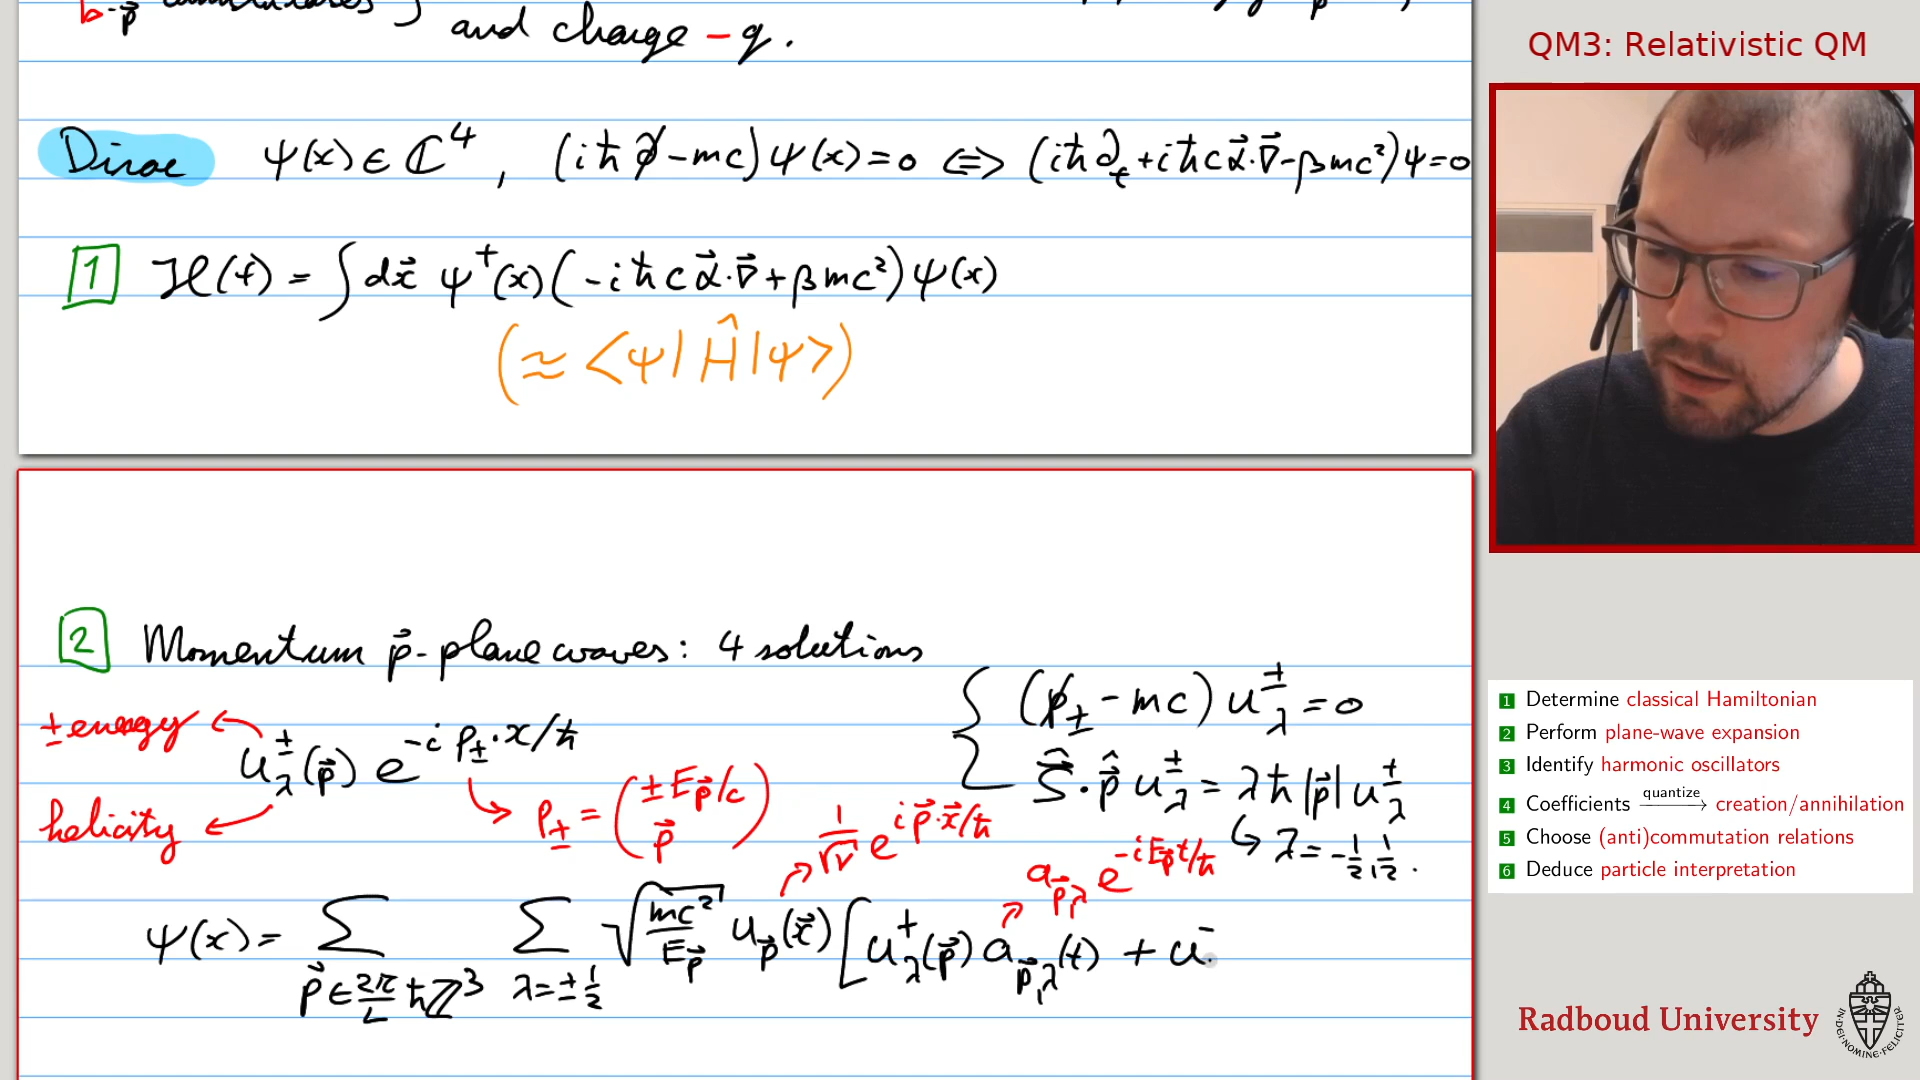 b-p⃗
and charge -q.
QM3: Relativistic QM
Dirac ψ(x) ∈ ℂ⁴, (iħ∂̸ - mc)ψ(x) = 0 ⇔ (iħ∂_t + iħc α⃗·∇⃗ - βmc²)ψ = 0
1 ℋ(t) = ∫dx⃗ ψ†(x)(-iħc α⃗·∇⃗ + βmc²)ψ(x)
(≈ <ψ|Ĥ|ψ>)
2 Momentum p⃗-plane waves: 4 solutions
± energy ← u^±_λ(p⃗) e^{-i p_±·x/ħ}
helicity ←
↳ p_± = (±E_p⃗/c, p⃗)
{ (p̸_± - mc) u^±_λ = 0
S⃗̂·p⃗̂ u^±_λ = λħ|p⃗| u^±_λ
↳ λ = -1/2, 1/2.
1/√V e^{i p⃗·x⃗/ħ}
a_{p⃗,λ} e^{-iE_p⃗ t/ħ}
ψ(x) = Σ_{p⃗ ∈ 2π/L ħℤ³} Σ_{λ=±1/2} √(mc²/E_p⃗) u_p⃗(x⃗) [u^+_λ(p⃗) a_{p⃗,λ}(t) + u^-
1 Determine classical Hamiltonian
2 Perform plane-wave expansion
3 Identify harmonic oscillators
4 Coefficients quantize → creation/annihilation
5 Choose (anti)commutation relations
6 Deduce particle interpretation
Radboud University
IN·DEI·NOMINE·FELICITER